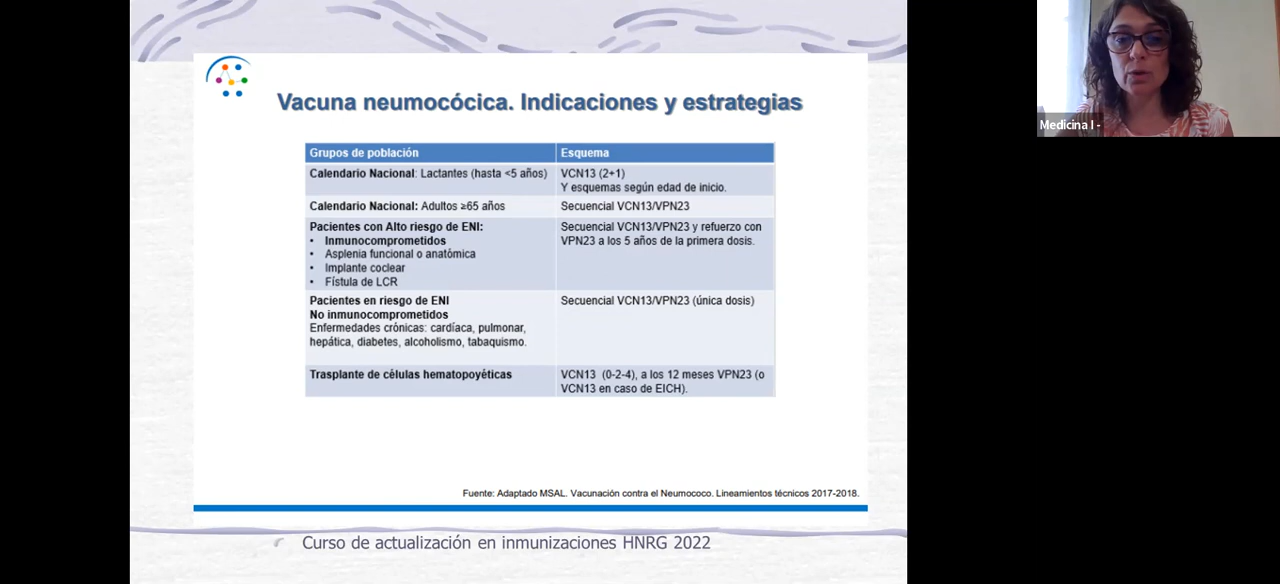 Vacuna neumocócica. Indicaciones y estrategias
Grupos de población
Esquema
Calendario Nacional: Lactantes (hasta <5 años)
VCN13 (2+1)
Y esquemas según edad de inicio.
Calendario Nacional: Adultos ≥65 años
Secuencial VCN13/VPN23
Pacientes con Alto riesgo de ENI:
• Inmunocomprometidos
• Asplenia funcional o anatómica
• Implante coclear
• Fístula de LCR
Secuencial VCN13/VPN23 y refuerzo con
VPN23 a los 5 años de la primera dosis.
Pacientes en riesgo de ENI
No inmunocomprometidos
Enfermedades crónicas: cardíaca, pulmonar,
hepática, diabetes, alcoholismo, tabaquismo.
Secuencial VCN13/VPN23 (única dosis)
Trasplante de células hematopoyéticas
VCN13 (0-2-4), a los 12 meses VPN23 (o
VCN13 en caso de EICH).
Fuente: Adaptado MSAL. Vacunación contra el Neumococo. Lineamientos técnicos 2017-2018.
Curso de actualización en inmunizaciones HNRG 2022
Medicina I -